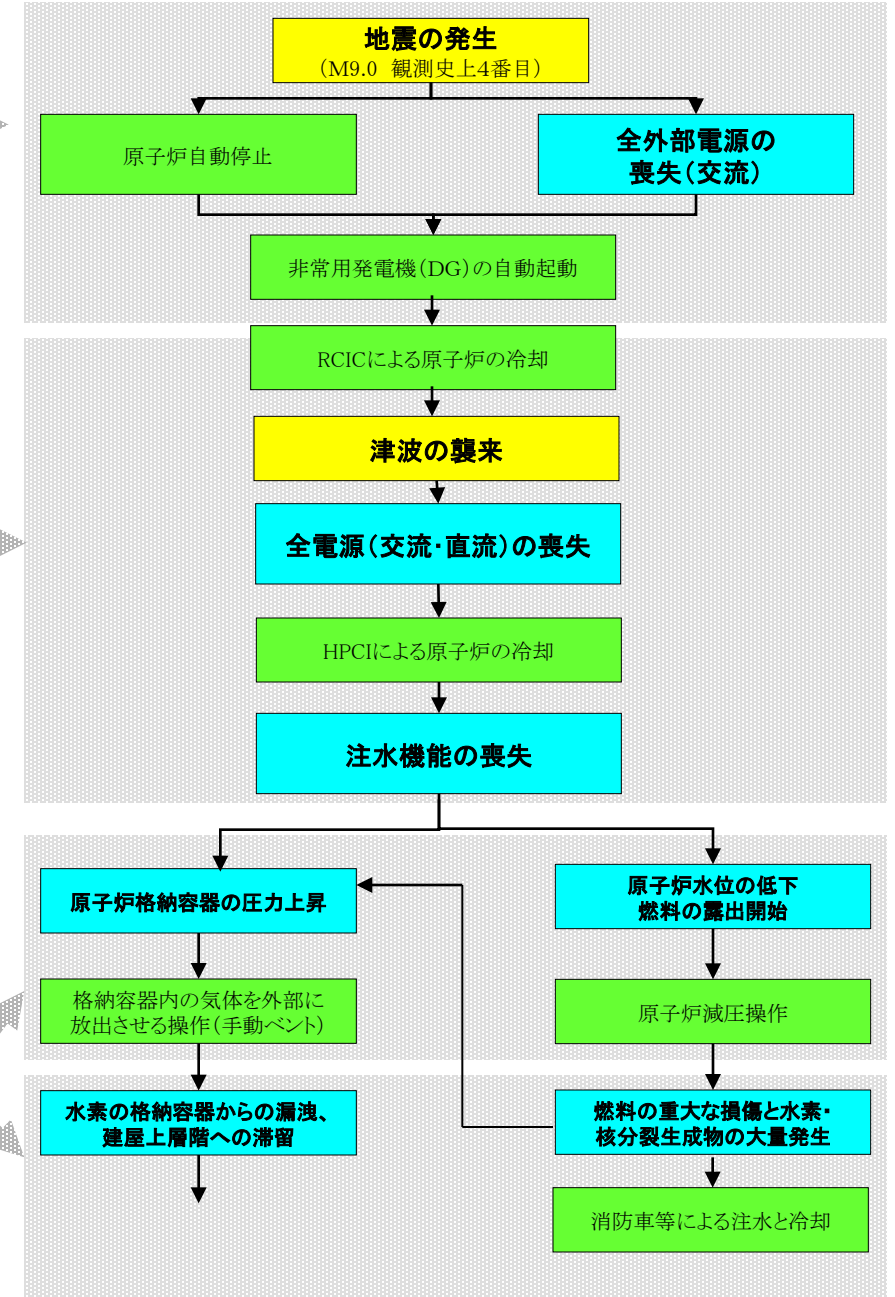 地震の発生
（M9.0 観測史上4番目）
原子炉自動停止
全外部電源の
喪失（交流）
非常用発電機（DG）の自動起動
RCICによる原子炉の冷却
津波の襲来
全電源（交流・直流）の喪失
HPCIによる原子炉の冷却
注水機能の喪失
原子炉格納容器の圧力上昇
原子炉水位の低下
燃料の露出開始
格納容器内の気体を外部に
放出させる操作（手動ベント）
原子炉減圧操作
水素の格納容器からの漏洩、
建屋上層階への滞留
燃料の重大な損傷と水素・
核分裂生成物の大量発生
消防車等による注水と冷却